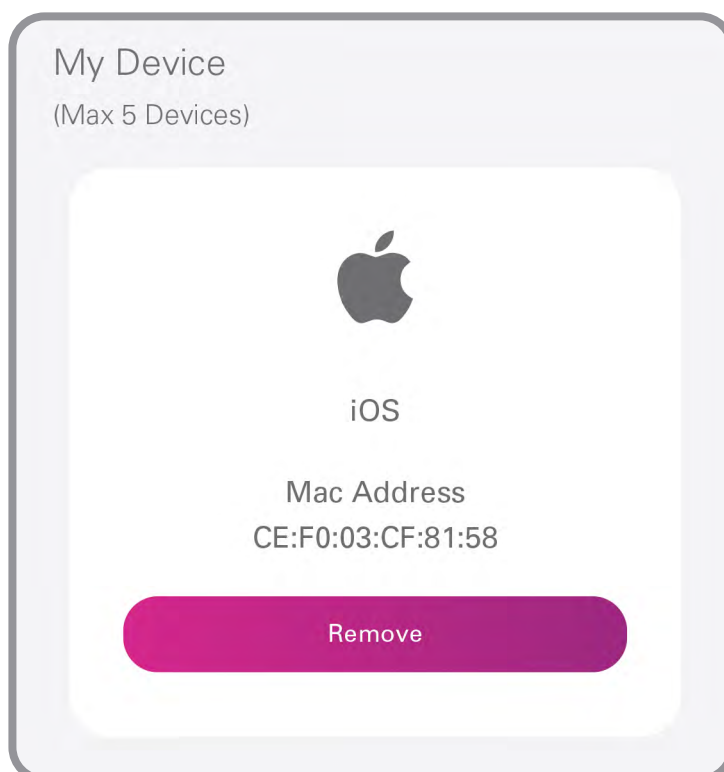 My Device
(Max 5 Devices)
iOS
Mac Address
CE:F0:03:CF:81:58
Remove